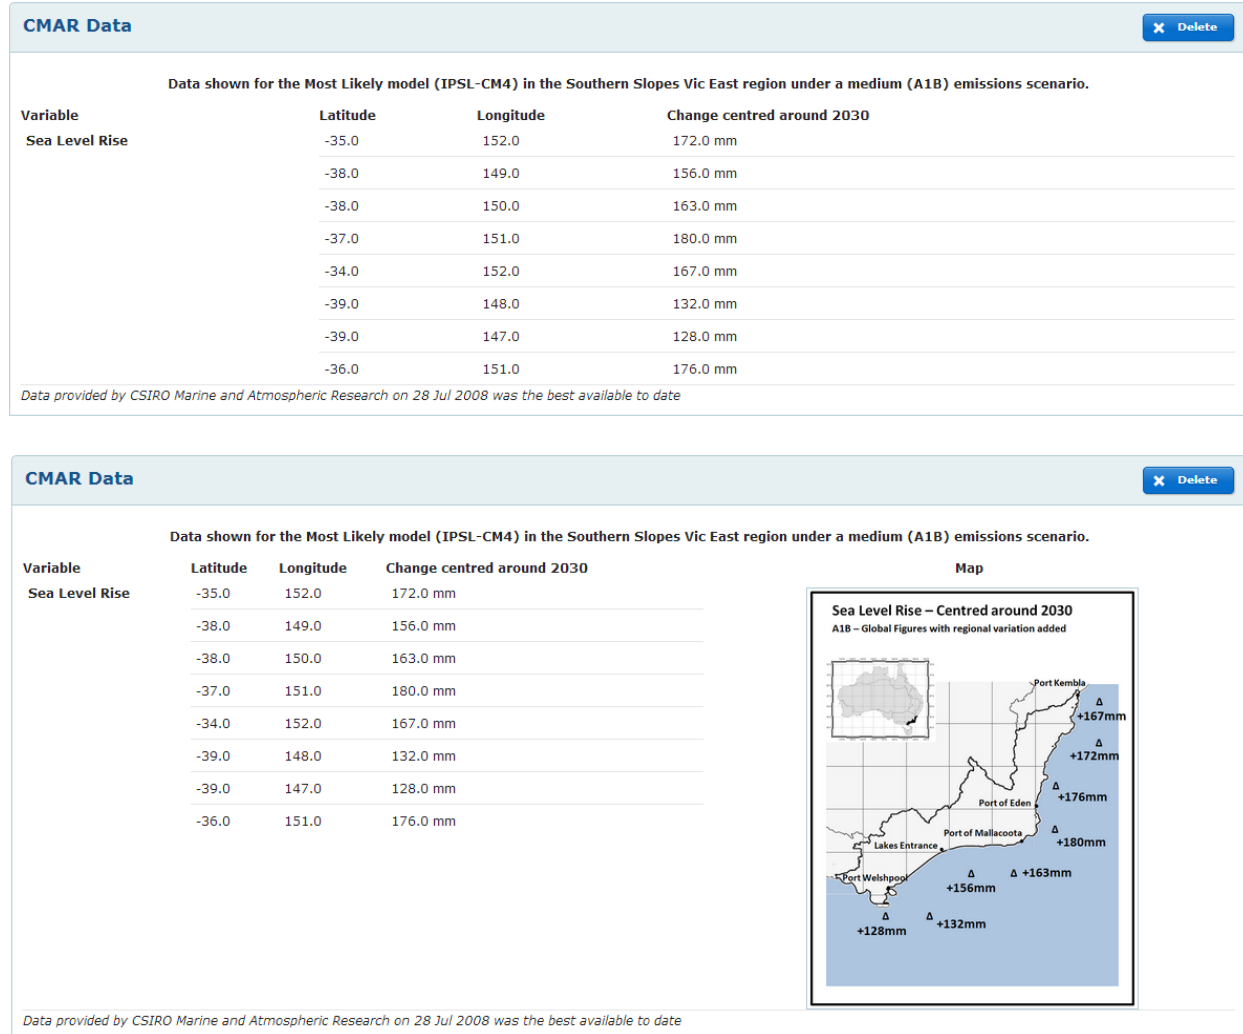 CMAR Data
Delete
Data shown for the Most Likely model (IPSL-CM4) in the Southern Slopes Vic East region under a medium (A1B) emissions scenario.
Variable Latitude Longitude Change centred around 2030
Sea Level Rise -35.0 152.0 172.0 mm
-38.0 149.0 156.0 mm
-38.0 150.0 163.0 mm
-37.0 151.0 180.0 mm
-34.0 152.0 167.0 mm
-39.0 148.0 132.0 mm
-39.0 147.0 128.0 mm
-36.0 151.0 176.0 mm
Data provided by CSIRO Marine and Atmospheric Research on 28 Jul 2008 was the best available to date
CMAR Data
Delete
Data shown for the Most Likely model (IPSL-CM4) in the Southern Slopes Vic East region under a medium (A1B) emissions scenario.
Variable Latitude Longitude Change centred around 2030 Map
Sea Level Rise -35.0 152.0 172.0 mm
-38.0 149.0 156.0 mm
-38.0 150.0 163.0 mm
-37.0 151.0 180.0 mm
-34.0 152.0 167.0 mm
-39.0 148.0 132.0 mm
-39.0 147.0 128.0 mm
-36.0 151.0 176.0 mm
Sea Level Rise – Centred around 2030
A1B – Global Figures with regional variation added
Port Kembla
+167mm
+172mm
+176mm
Port of Eden
Port of Mallacoota
+180mm
Lakes Entrance
+163mm
Port Welshpool
+156mm
+132mm
+128mm
Data provided by CSIRO Marine and Atmospheric Research on 28 Jul 2008 was the best available to date